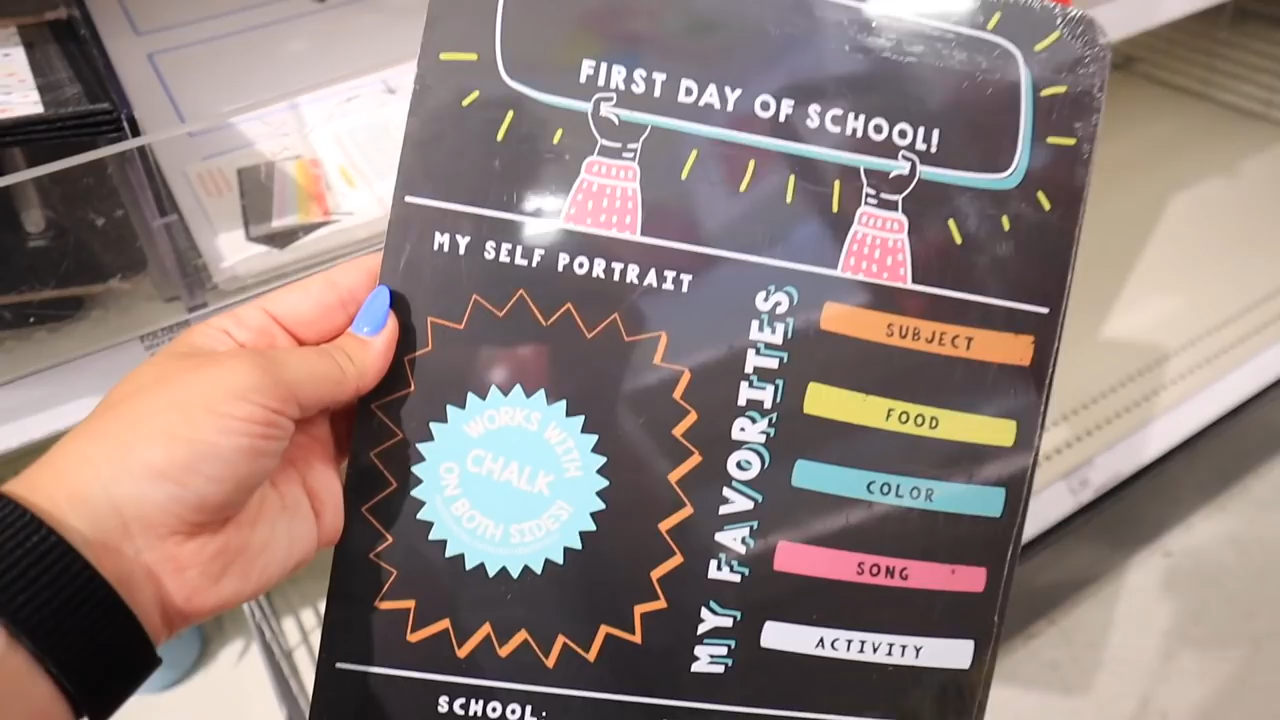 FIRST DAY OF SCHOOL!
MY SELF PORTRAIT
WORKS WITH
CHALK
ON BOTH SIDES!
MY FAVORITES
SUBJECT
FOOD
COLOR
SONG
ACTIVITY
SCHOOL: